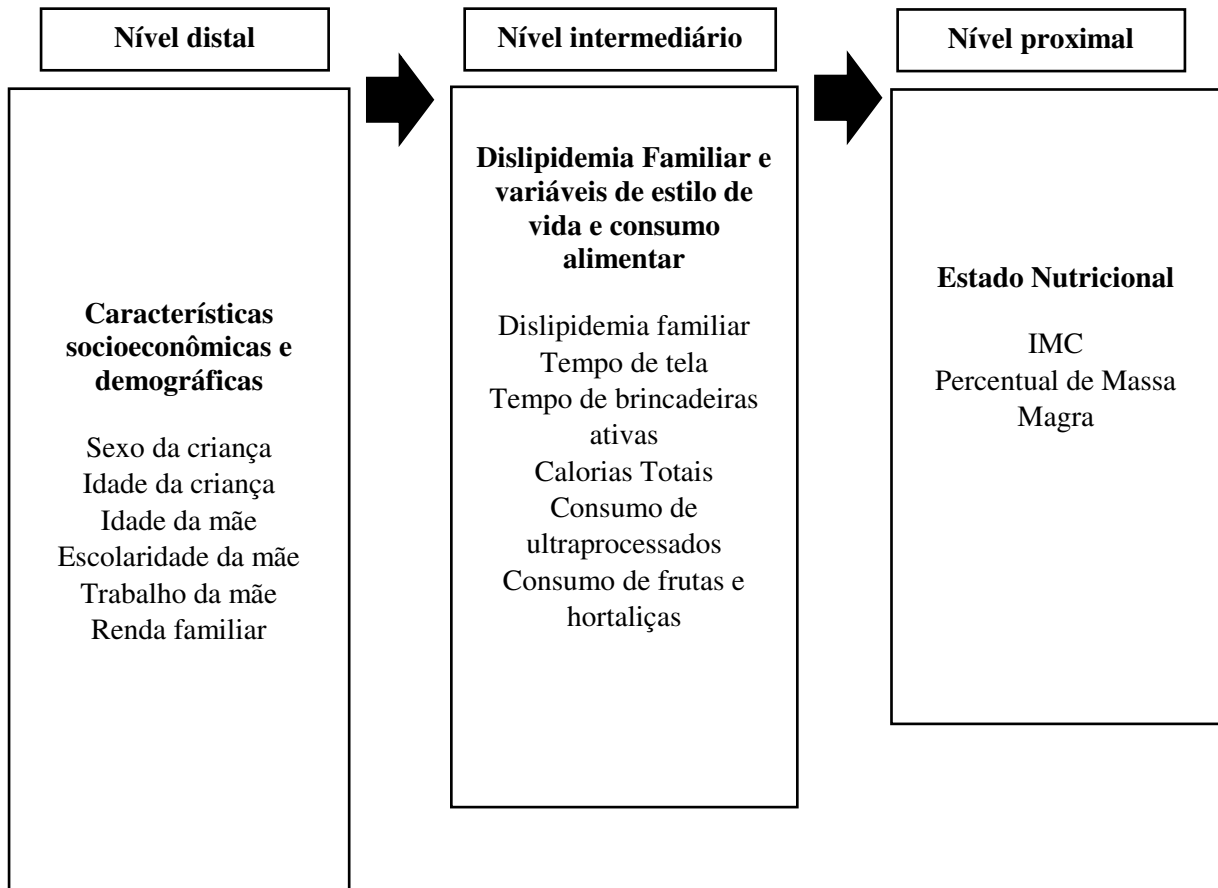 Nível distal
Características
socioeconômicas e
demográficas
Sexo da criança
Idade da criança
Idade da mãe
Escolaridade da mãe
Trabalho da mãe
Renda familiar
Nível intermediário
Dislipidemia Familiar e
variáveis de estilo de
vida e consumo
alimentar
Dislipidemia familiar
Tempo de tela
Tempo de brincadeiras
ativas
Calorias Totais
Consumo de
ultraprocessados
Consumo de frutas e
hortaliças
Nível proximal
Estado Nutricional
IMC
Percentual de Massa
Magra